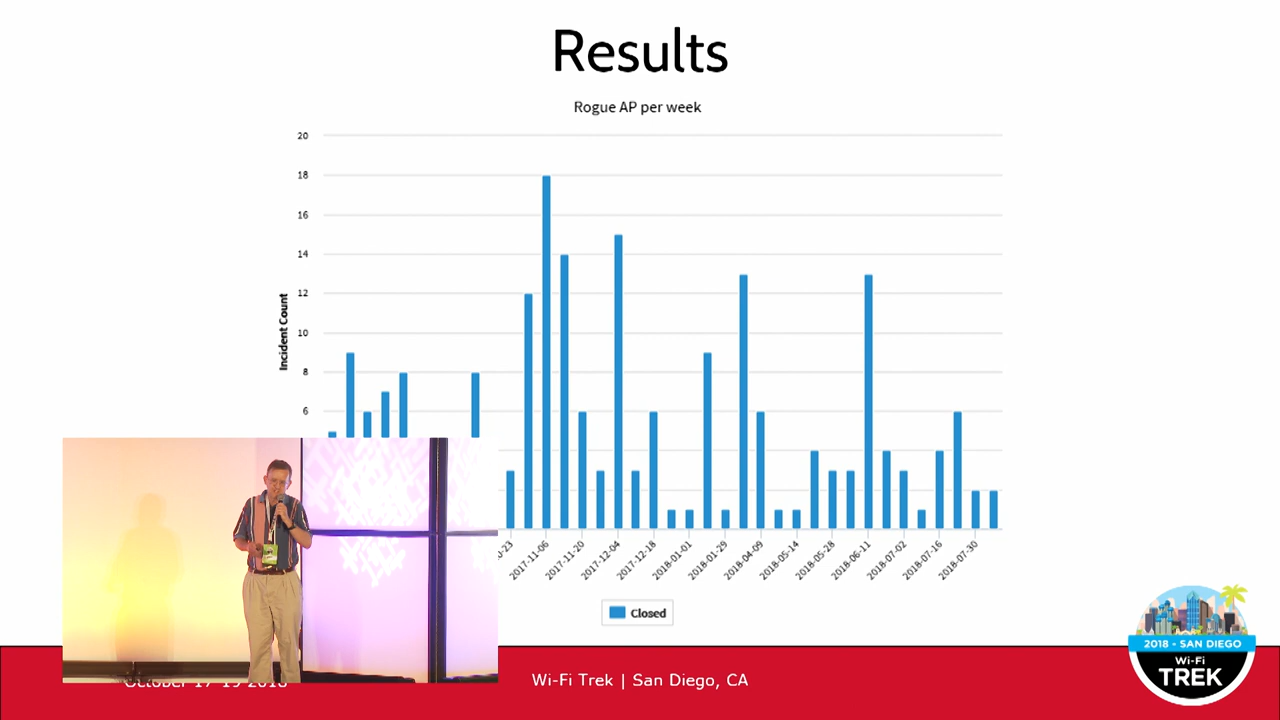 Results
Rogue AP per week
20
18
16
14
12
10
8
6
Incident Count
2017-11-06
2017-11-20
2017-12-04
2017-12-18
2018-01-01
2018-01-29
2018-04-09
2018-05-14
2018-05-28
2018-06-11
2018-07-02
2018-07-16
2018-07-30
Closed
2018 - SAN DIEGO
Wi-Fi
TREK
Wi-Fi Trek | San Diego, CA